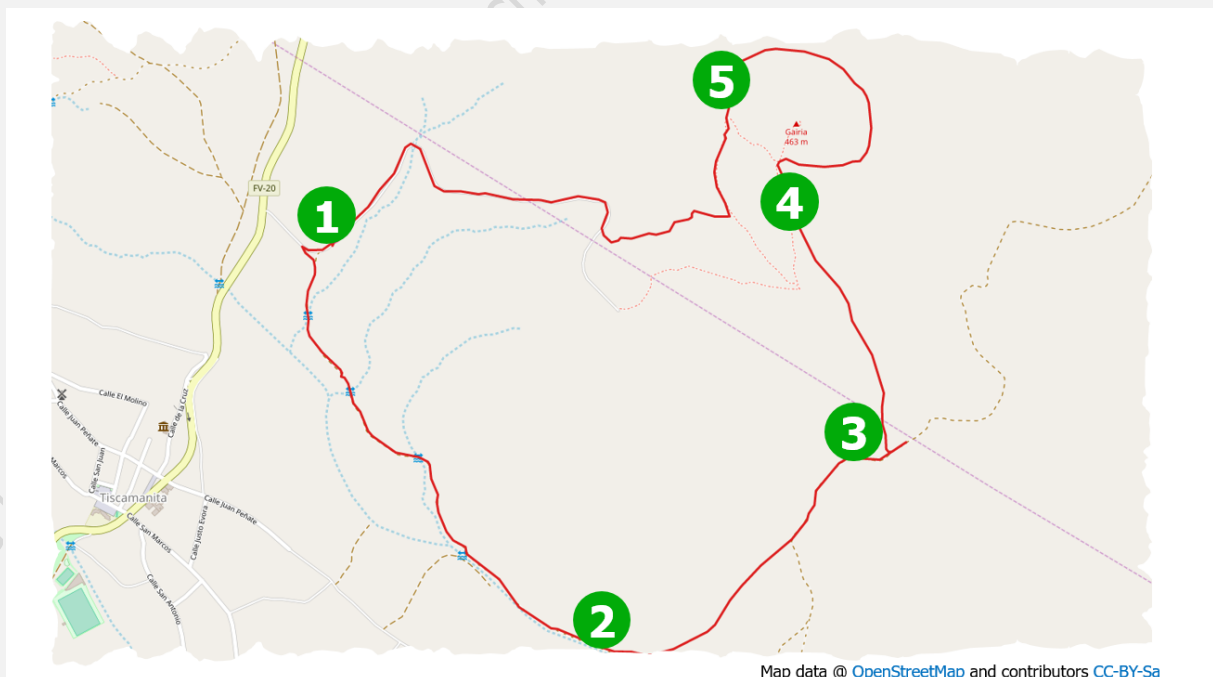 5
Gairia
463 m
FV-20
1
4
Calle El Molino
Calle de la Cruz
Calle Juan Peñate
3
Calle San Juan
Marcos
Tiscamanita
Calle Juan Peñate
Calle Justo Evora
Calle San Marcos
Calle San Antonio
2
Map data @ OpenStreetMap and contributors CC-BY-Sa